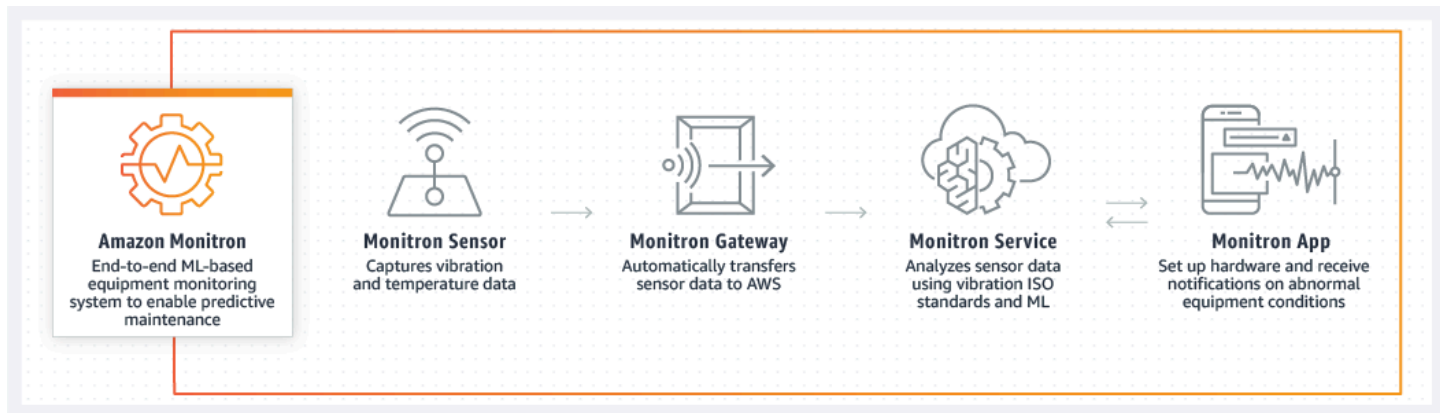 Amazon Monitron
End-to-end ML-based
equipment monitoring
system to enable predictive
maintenance
Monitron Sensor
Captures vibration
and temperature data
Monitron Gateway
Automatically transfers
sensor data to AWS
Monitron Service
Analyzes sensor data
using vibration ISO
standards and ML
Monitron App
Set up hardware and receive
notifications on abnormal
equipment conditions